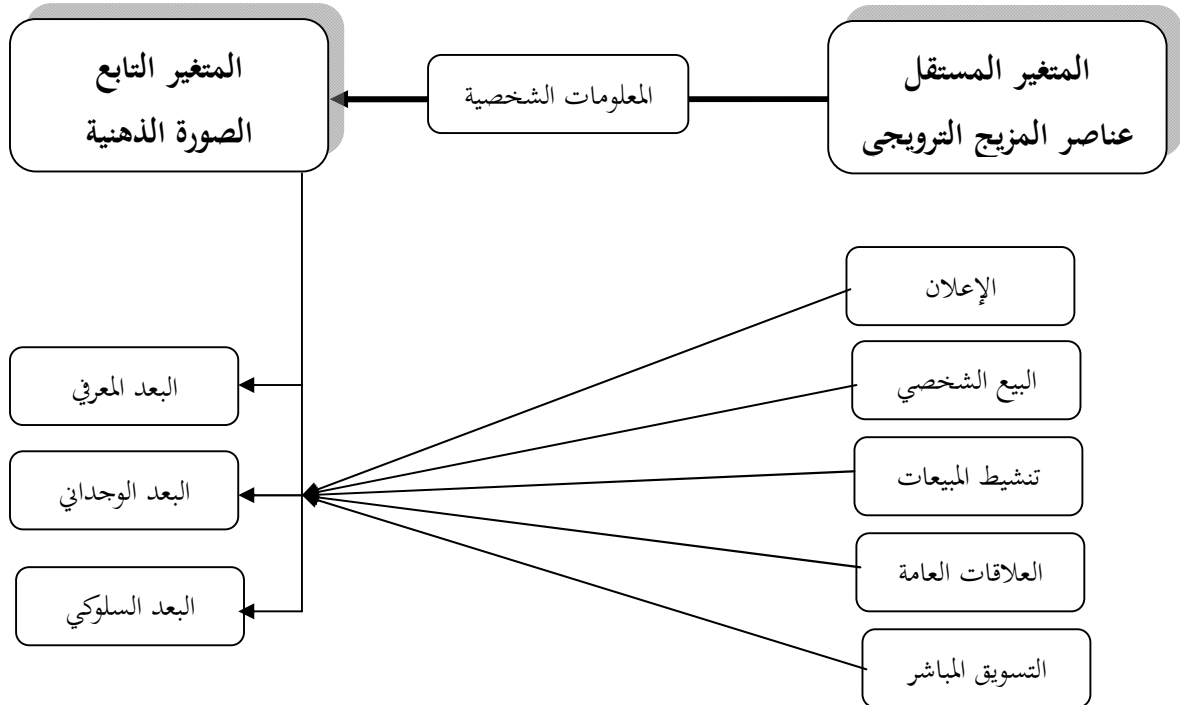 المتغير المستقل
عناصر المزيج الترويجى
المعلومات الشخصية
المتغير التابع
الصورة الذهنية
الإعلان
البيع الشخصي
تنشيط المبيعات
العلاقات العامة
التسويق المباشر
البعد المعرفي
البعد الوجداني
البعد السلوكي